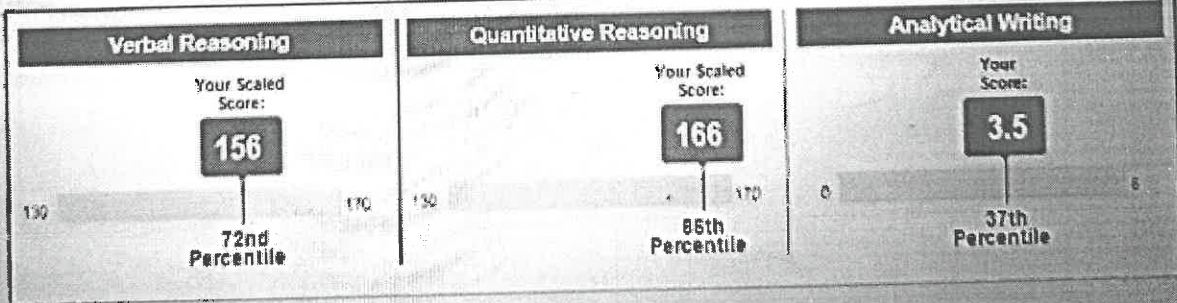 Verbal Reasoning
Your Scaled
Score:
156
130
170
72nd
Percentile
Quantitative Reasoning
Your Scaled
Score:
166
130
170
86th
Percentile
Analytical Writing
Your
Score:
3.5
0
6
37th
Percentile